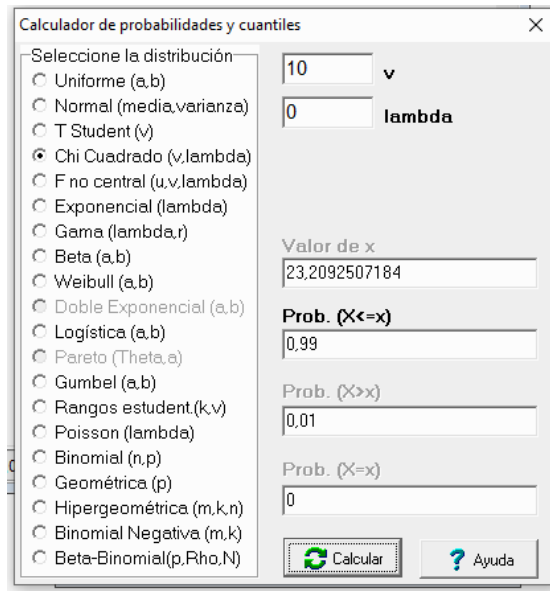 Calculador de probabilidades y cuantiles
Seleccione la distribución
Uniforme (a,b)
Normal (media,varianza)
T Student (v)
Chi Cuadrado (v,lambda)
F no central (u,v,lambda)
Exponencial (lambda)
Gama (lambda,r)
Beta (a,b)
Weibull (a,b)
Doble Exponencial (a,b)
Logística (a,b)
Pareto (Theta,a)
Gumbel (a,b)
Rangos estudent.(k,v)
Poisson (lambda)
Binomial (n,p)
Geométrica (p)
Hipergeométrica (m,k,n)
Binomial Negativa (m,k)
Beta-Binomial(p,Rho,N)
10 v
0 lambda
Valor de x
23,2092507184
Prob. (X<=x)
0,99
Prob. (X>x)
0,01
Prob. (X=x)
0
Calcular
? Ayuda